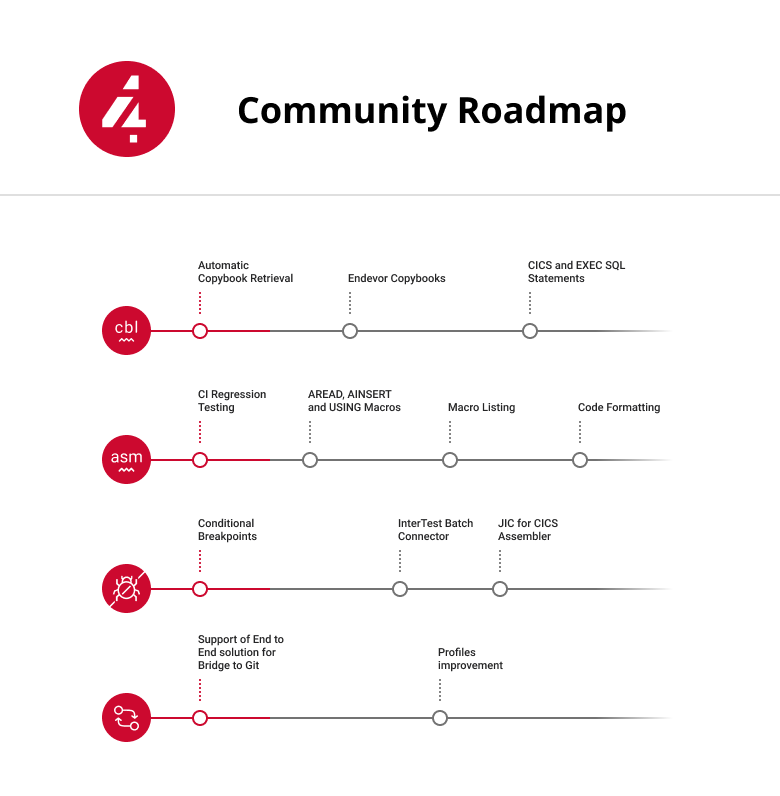 4
Community Roadmap
Automatic
Copybook Retrieval
Endevor Copybooks
CICS and EXEC SQL
Statements
cbl
CI Regression
Testing
AREAD, AINSERT
and USING Macros
Macro Listing
Code Formatting
asm
Conditional
Breakpoints
InterTest Batch
Connector
JIC for CICS
Assembler
Support of End to
End solution for
Bridge to Git
Profiles
improvement